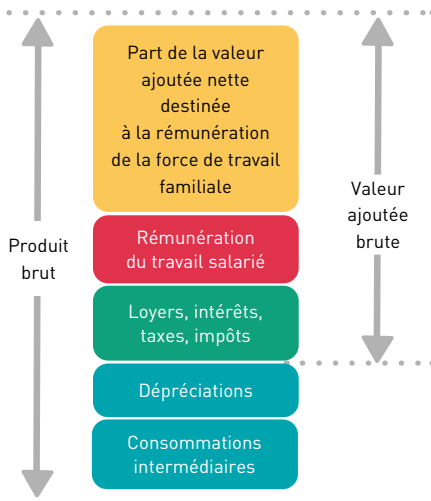 Part de la valeur
ajoutée nette
destinée
à la rémunération
de la force de travail
familiale
Rémunération
du travail salarié
Loyers, intérêts,
taxes, impôts
Dépréciations
Consommations
intermédiaires
Produit
brut
Valeur
ajoutée
brute